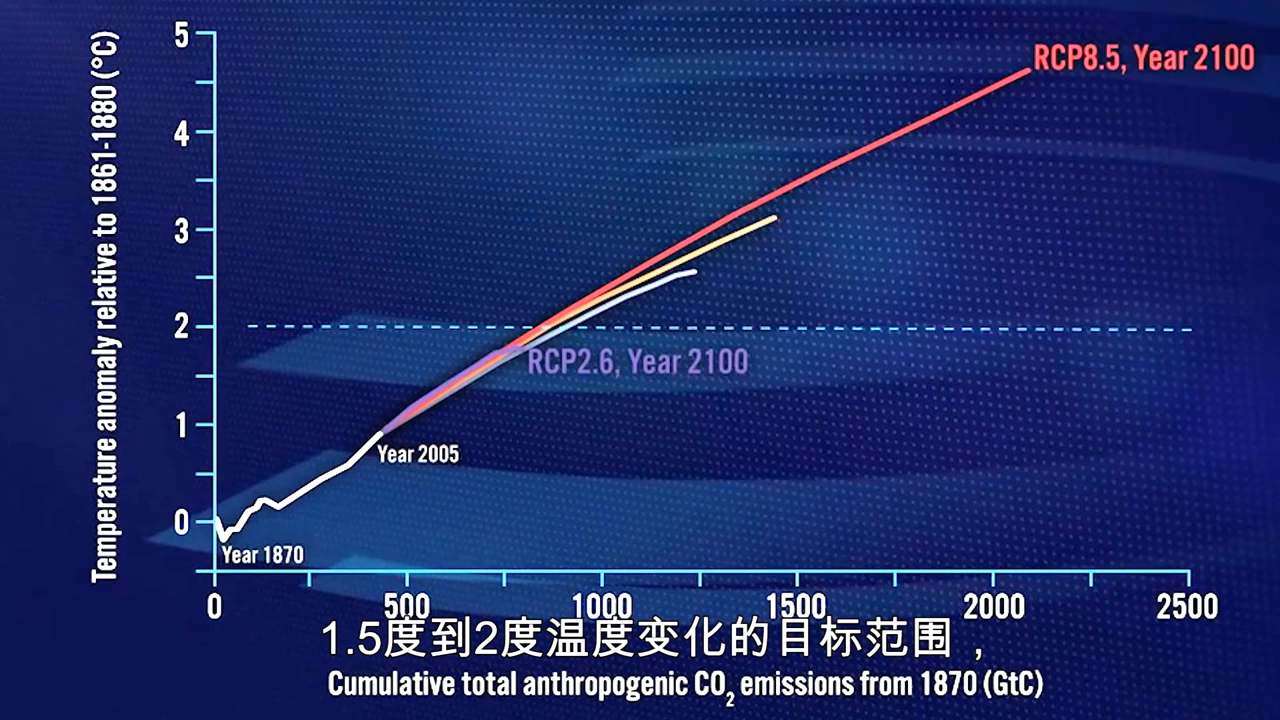 Temperature anomaly relative to 1861-1880 (°C)
5
4
3
2
1
0
RCP8.5, Year 2100
RCP2.6, Year 2100
Year 2005
Year 1870
0 500 1000 1500 2000 2500
1.5度到2度温度变化的目标范围，
Cumulative total anthropogenic CO₂ emissions from 1870 (GtC)